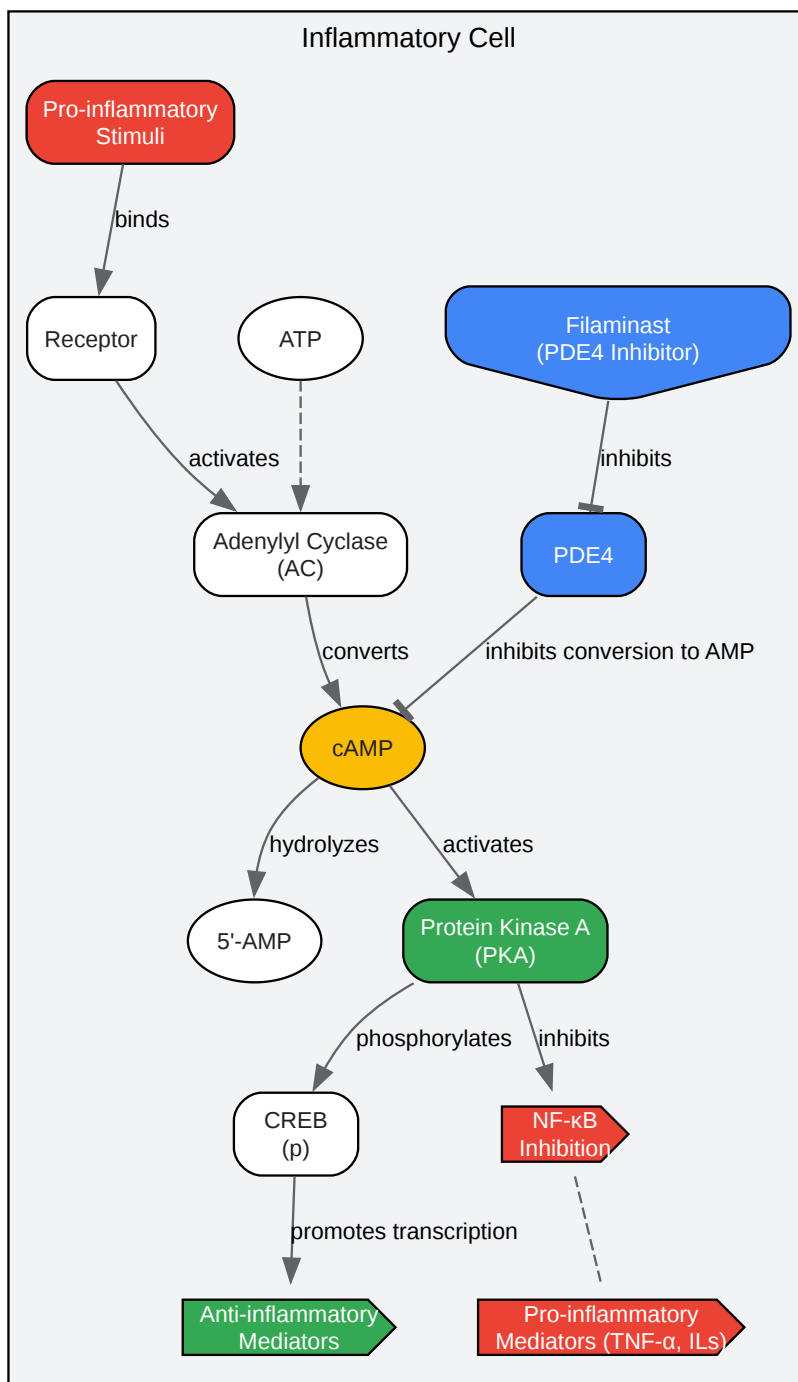 Inflammatory Cell
Pro-inflammatory
Stimuli
binds
Receptor
ATP
Filaminast
(PDE4 Inhibitor)
activates
inhibits
Adenylyl Cyclase
(AC)
PDE4
converts
inhibits conversion to AMP
cAMP
hydrolyzes
activates
5'-AMP
Protein Kinase A
(PKA)
phosphorylates
inhibits
CREB
(p)
NF-κB
Inhibition
promotes transcription
Anti-inflammatory
Mediators
Pro-inflammatory
Mediators (TNF-α, ILs)